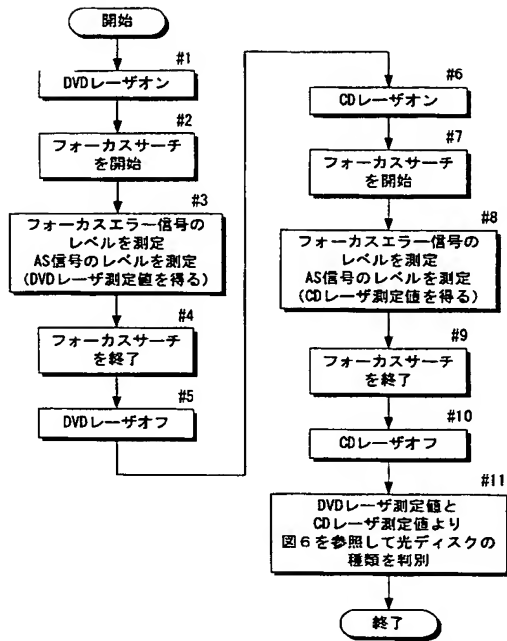 開始
#1
DVDレーザオン
#2
フォーカスサーチ
を開始
#3
フォーカスエラー信号の
レベルを測定
AS信号のレベルを測定
(DVDレーザ測定値を得る)
#4
フォーカスサーチ
を終了
#5
DVDレーザオフ
#6
CDレーザオン
#7
フォーカスサーチ
を開始
#8
フォーカスエラー信号の
レベルを測定
AS信号のレベルを測定
(CDレーザ測定値を得る)
#9
フォーカスサーチ
を終了
#10
CDレーザオフ
#11
DVDレーザ測定値と
CDレーザ測定値より
図6を参照して光ディスクの
種類を判別
終了